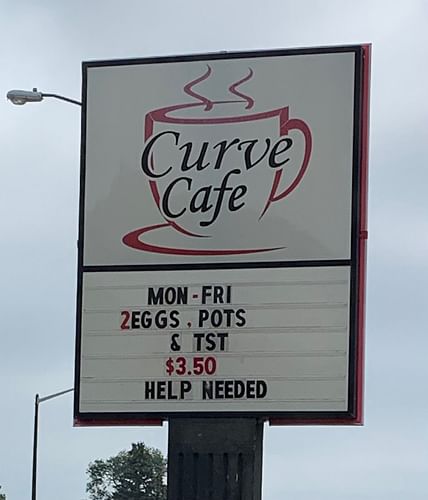 Curve
Cafe
MON-FRI
2EGGS, POTS
& TST
$3.50
HELP NEEDED